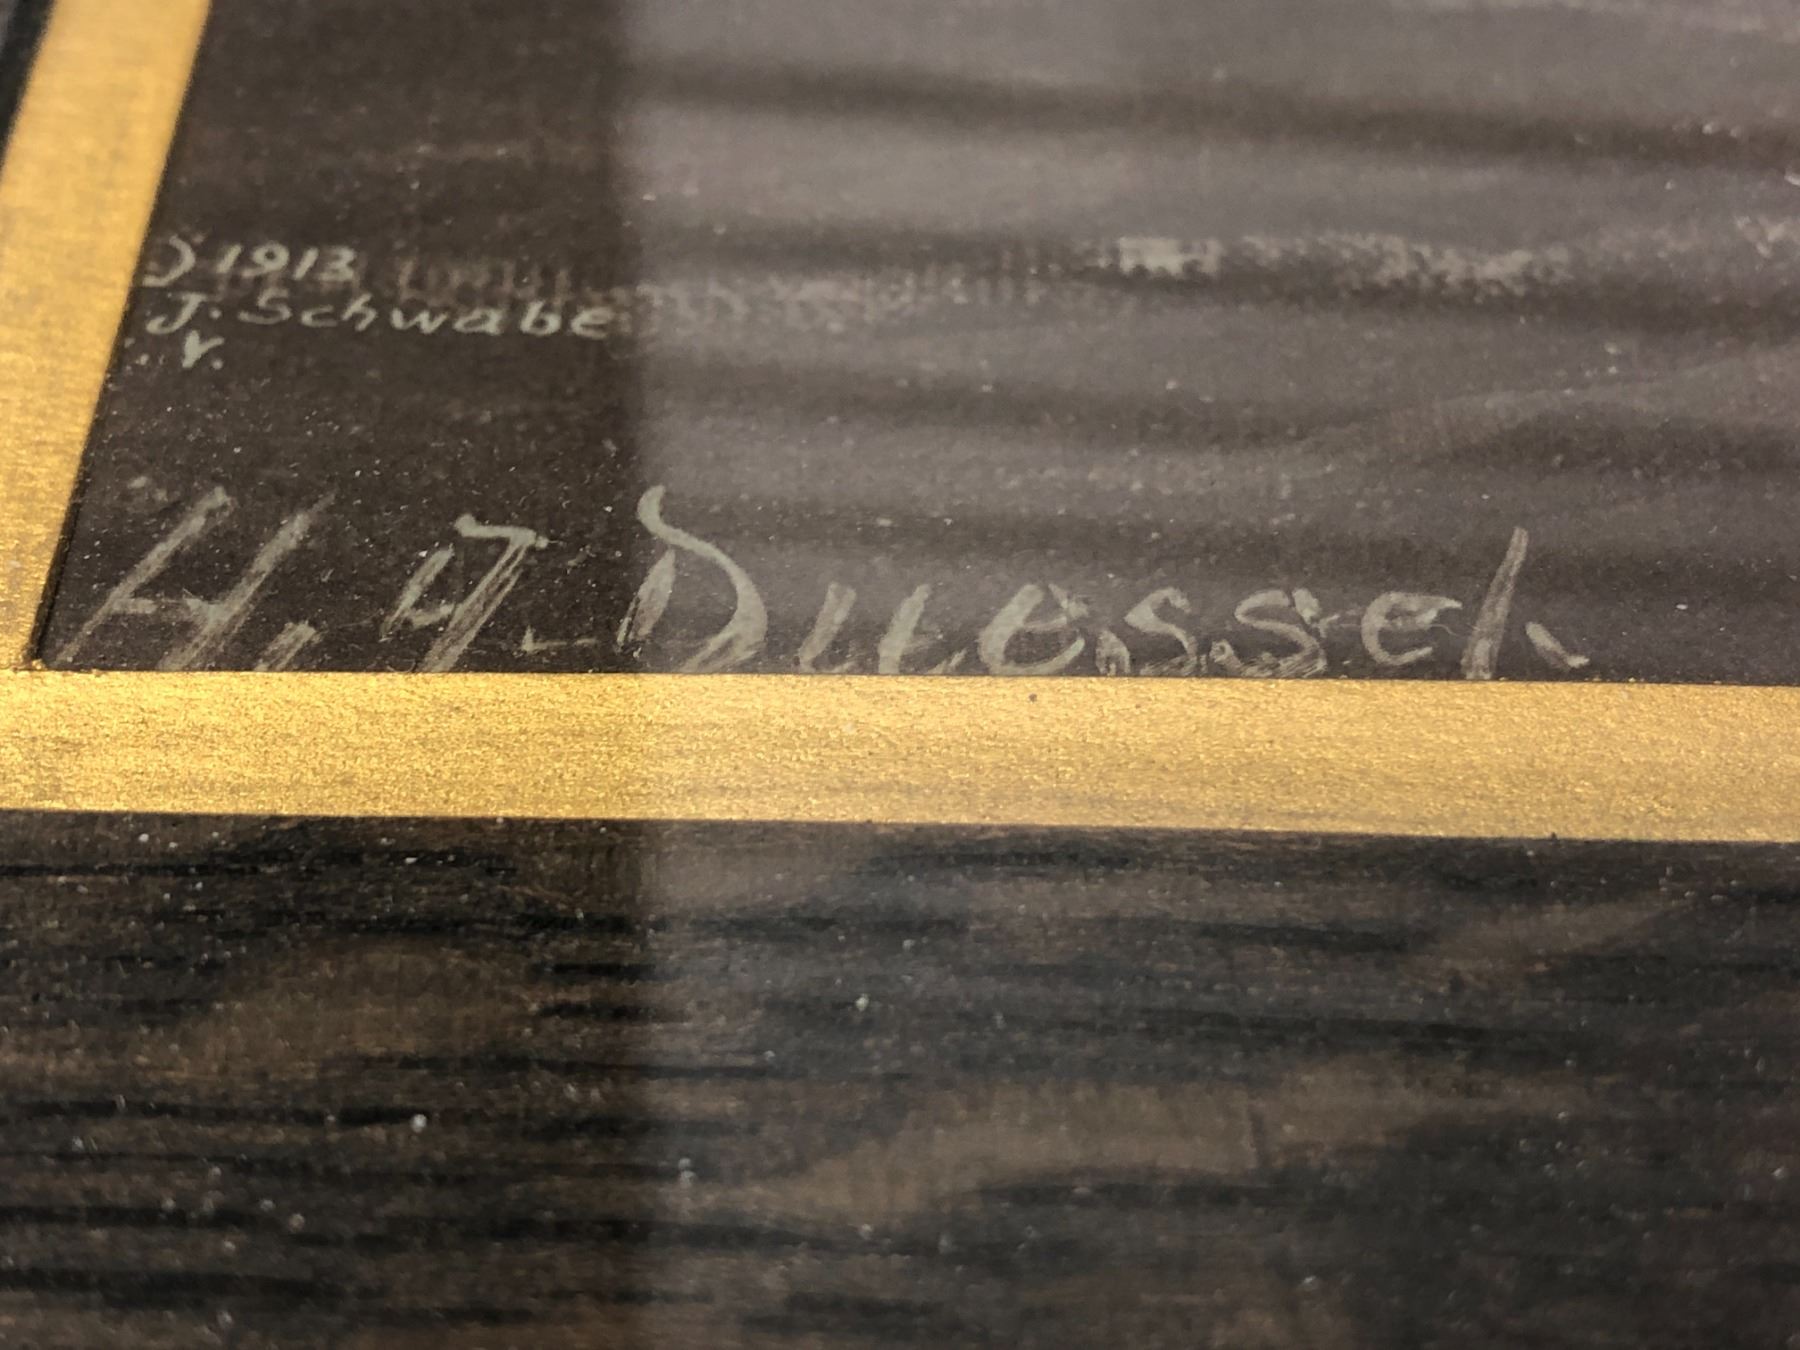 ) 1913
J. Schwabe
. . V.
H. A. Duessel.